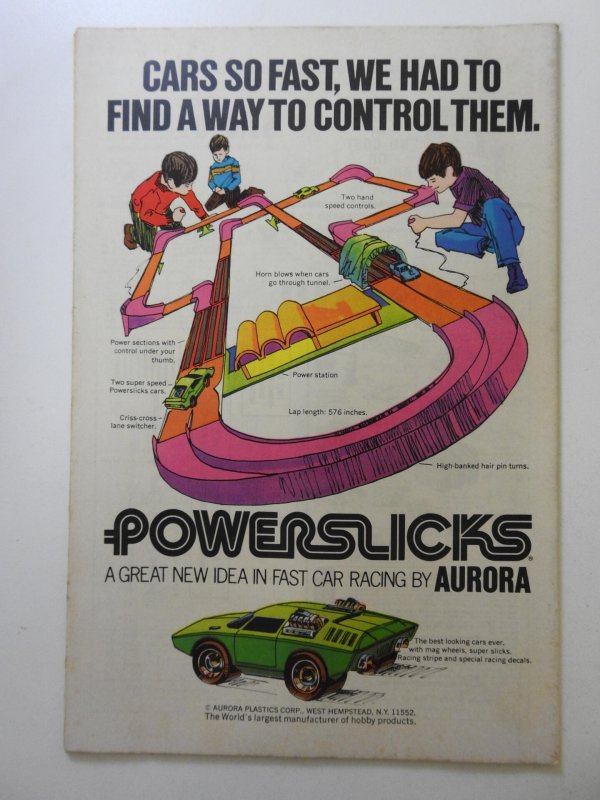 CARS SO FAST, WE HAD TO
FIND A WAY TO CONTROL THEM.
Two hand
speed controls.
Horn blows when cars
go through tunnel.
Power sections with
control under your
thumb.
Power station
Two super speed
Powerslicks cars.
Lap length: 576 inches.
Criss-cross
lane switcher.
High-banked hair pin turns.
POWERSLICKS
A GREAT NEW IDEA IN FAST CAR RACING BY AURORA
The best looking cars ever,
with mag wheels, super slicks.
Racing stripe and special racing decals.
© AURORA PLASTICS CORP., WEST HEMPSTEAD, N.Y. 11552.
The World's largest manufacturer of hobby products.